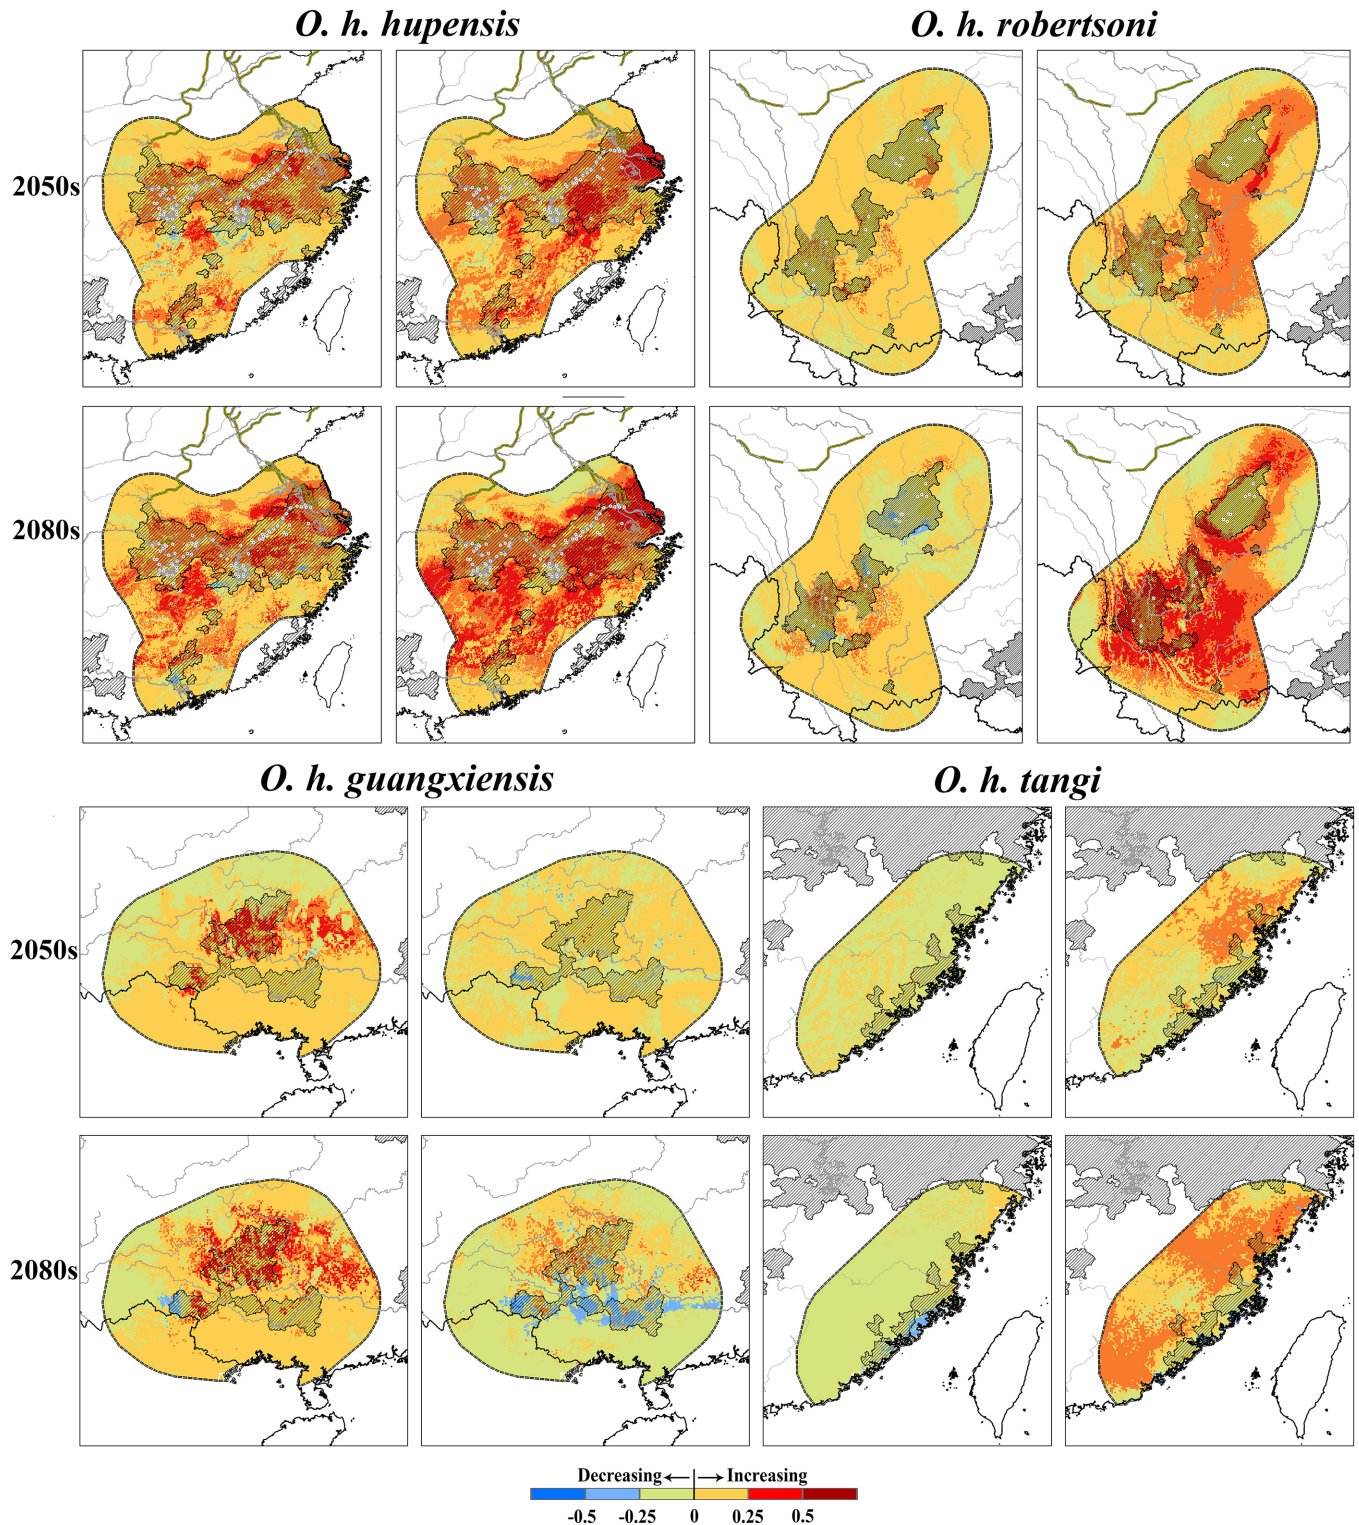 O. h. hupensis
O. h. robertsoni
2050s
2080s
O. h. guangxiensis
O. h. tangi
2050s
2080s
Decreasing ← → Increasing
-0.5 -0.25 0 0.25 0.5